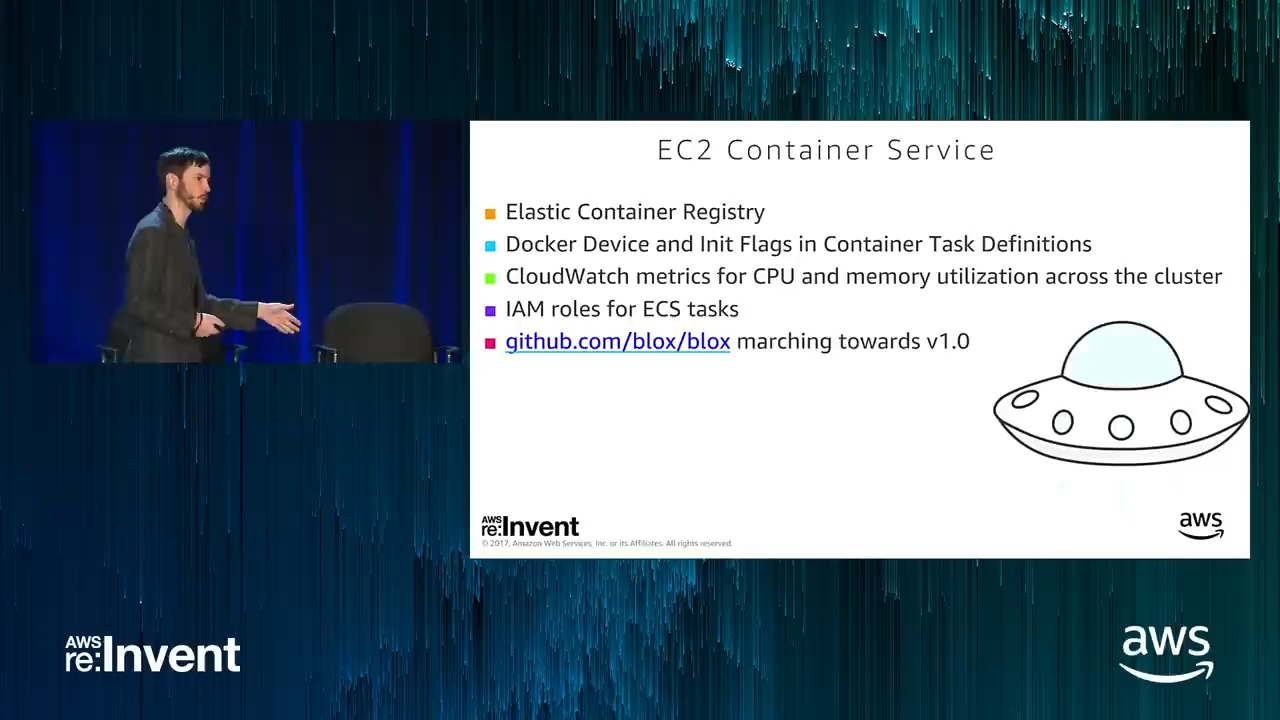 EC2 Container Service
Elastic Container Registry
Docker Device and Init Flags in Container Task Definitions
CloudWatch metrics for CPU and memory utilization across the cluster
IAM roles for ECS tasks
github.com/blox/blox marching towards v1.0
AWS
re:Invent
© 2017, Amazon Web Services, Inc. or its Affiliates. All rights reserved.
aws
AWS
re:Invent
aws